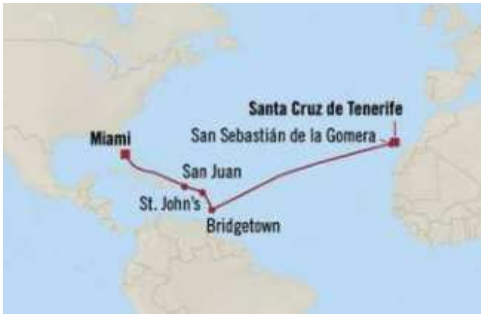 Santa Cruz de Tenerife
Miami
San Sebastián de la Gomera
San Juan
St. John's
Bridgetown